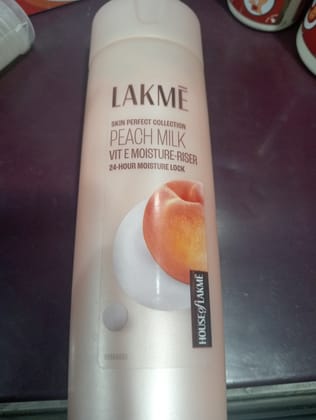 LAKMĒ
SKIN PERFECT COLLECTION
PEACH MILK
VIT E MOISTURE-RISER
24-HOUR MOISTURE LOCK
HOUSE of LAKMĒ